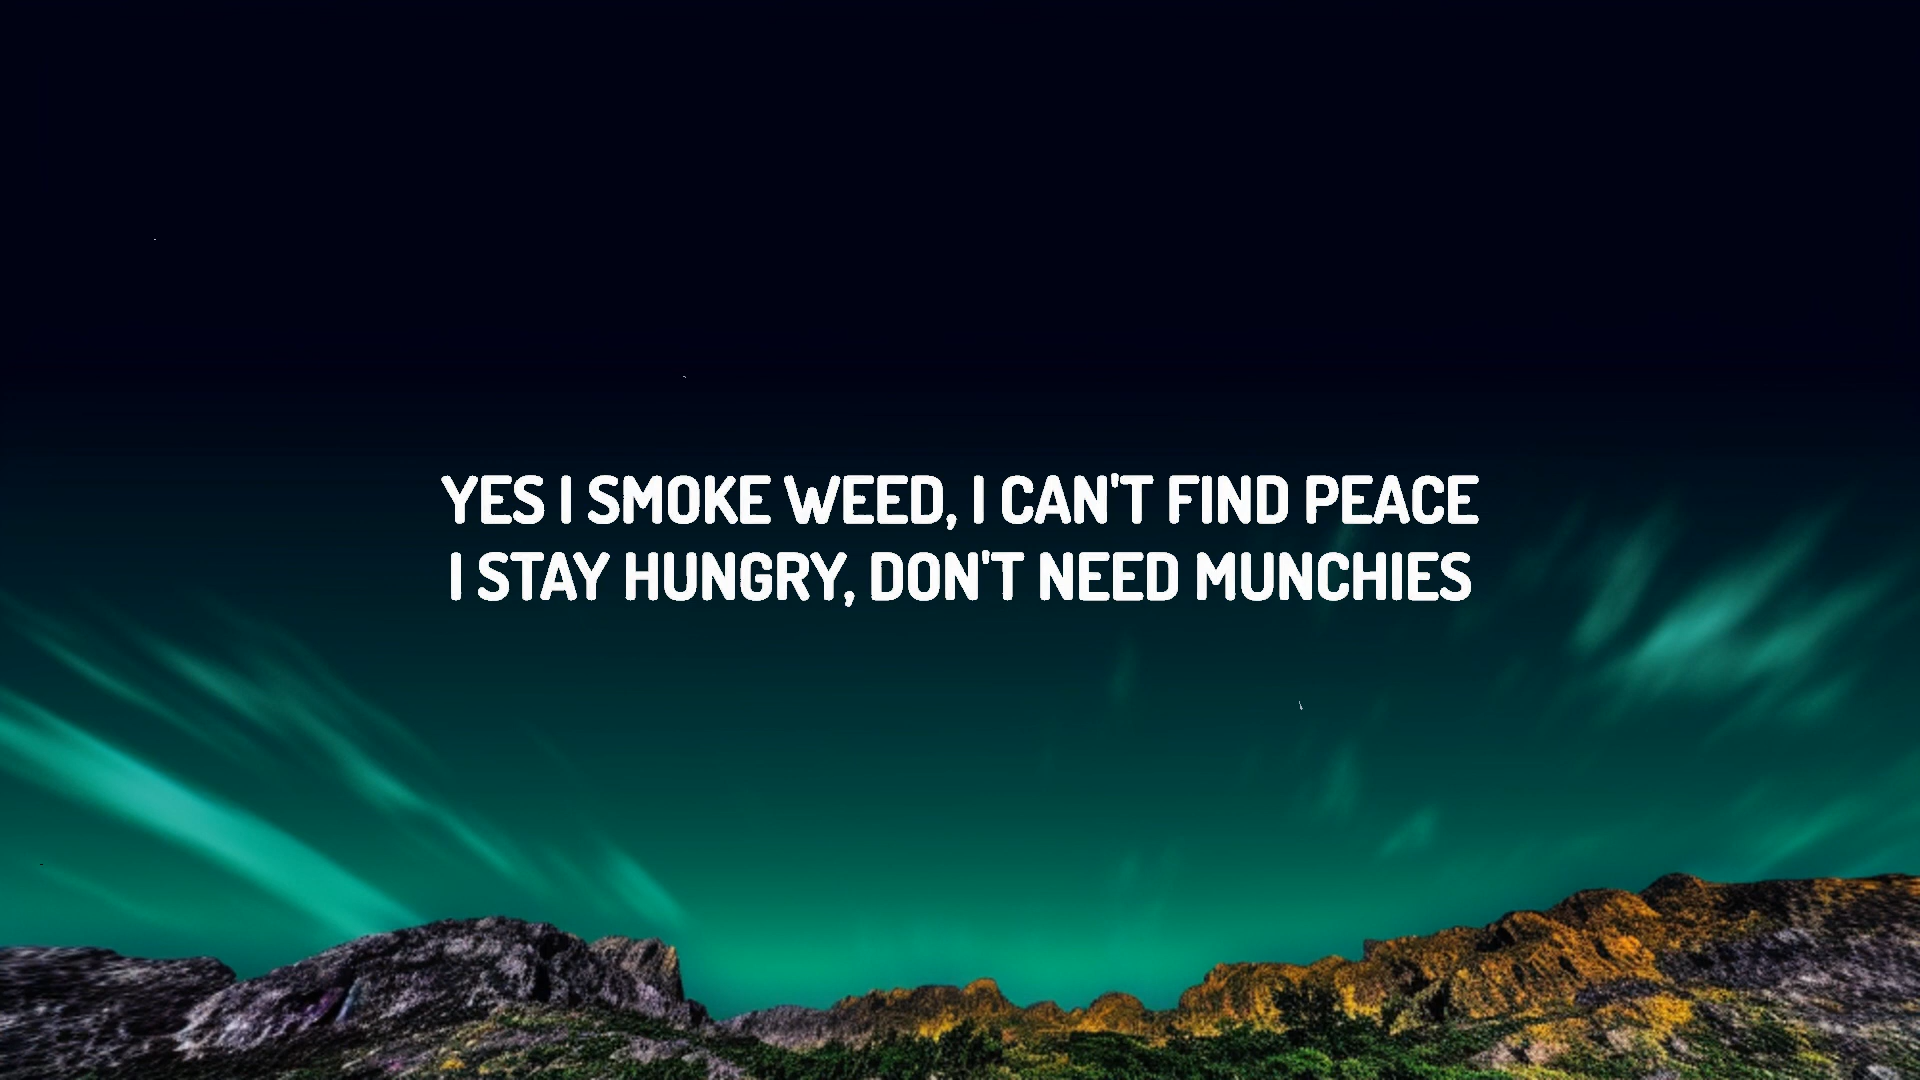 YES I SMOKE WEED, I CAN'T FIND PEACE
I STAY HUNGRY, DON'T NEED MUNCHIES